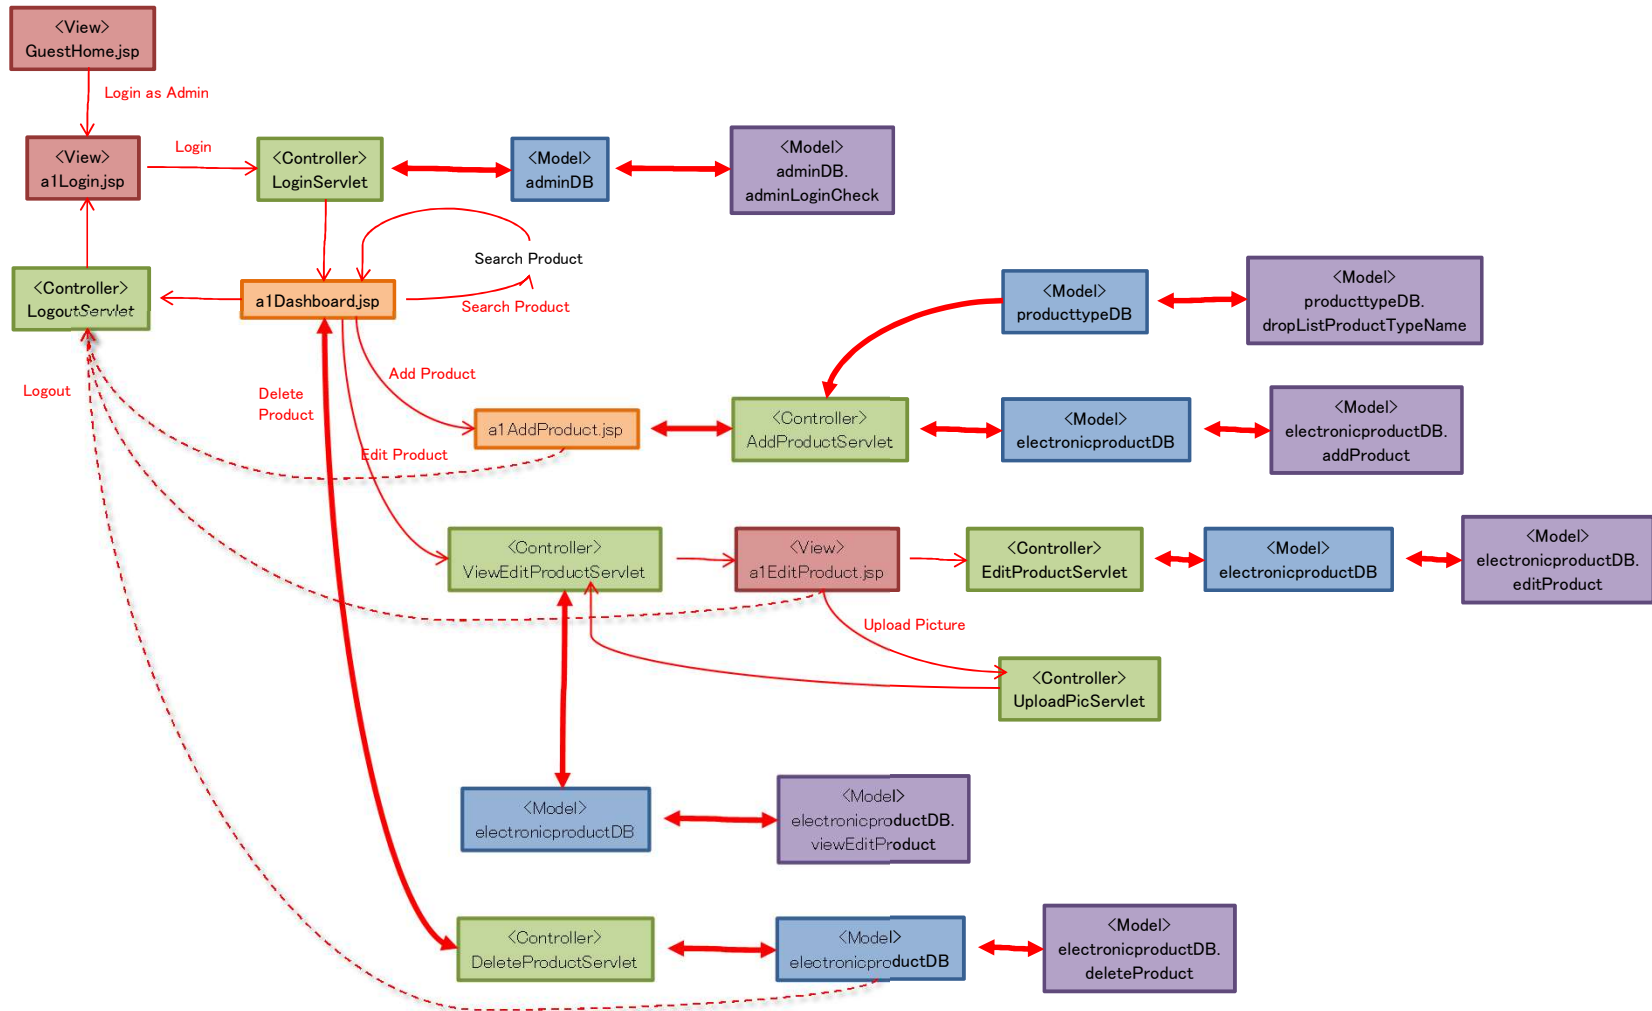 <View>
GuestHome.jsp
Login as Admin
<View>
a1Login.jsp
Login
<Controller>
LoginServlet
<Model>
adminDB
<Model>
adminDB.
adminLoginCheck
Search Product
<Controller>
LogoutServlet
a1Dashboard.jsp
Search Product
<Model>
producttypeDB
<Model>
producttypeDB.
dropListProductTypeName
Logout
Delete
Product
Add Product
Edit Product
a1AddProduct.jsp
<Controller>
AddProductServlet
<Model>
electronicproductDB
<Model>
electronicproductDB.
addProduct
<Controller>
ViewEditProductServlet
<View>
a1EditProduct.jsp
<Controller>
EditProductServlet
<Model>
electronicproductDB
<Model>
electronicproductDB.
editProduct
Upload Picture
<Controller>
UploadPicServlet
<Model>
electronicproductDB
<Model>
electronicproductDB.
viewEditProduct
<Controller>
DeleteProductServlet
<Model>
electronicproductDB
<Model>
electronicproductDB.
deleteProduct